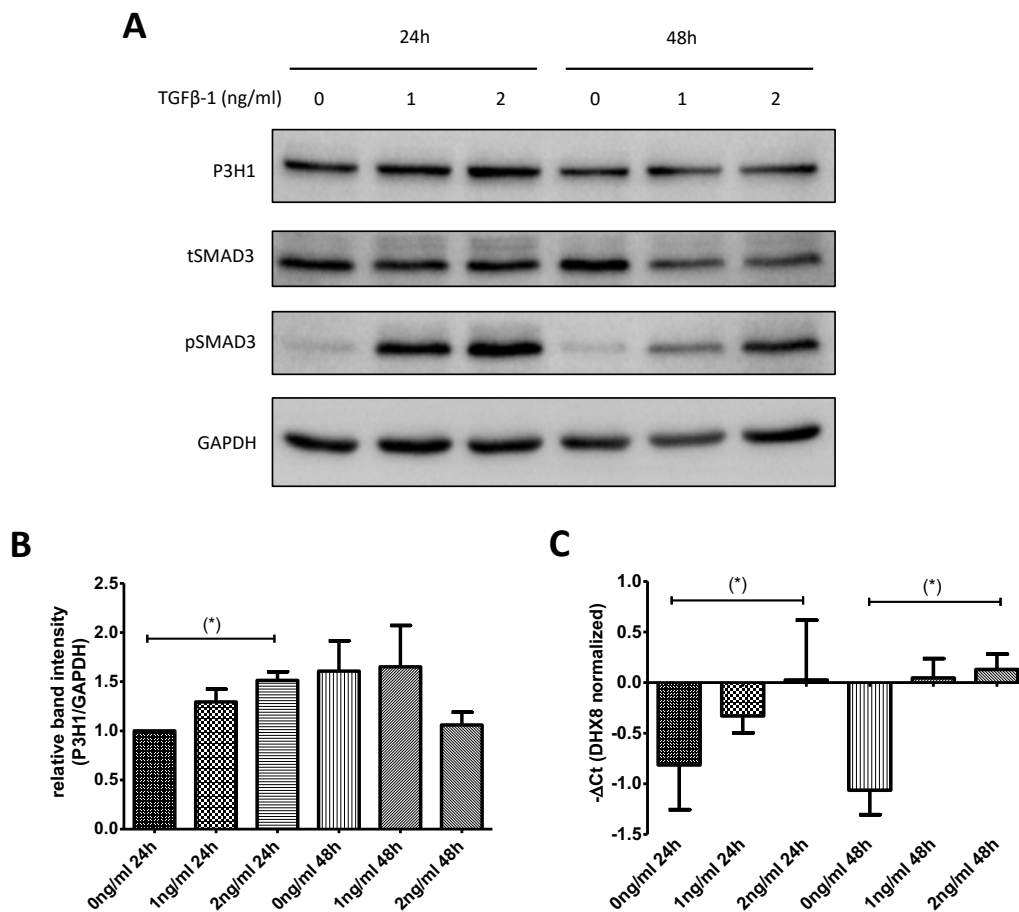 A
24h 48h
TGFβ-1 (ng/ml) 0 1 2 0 1 2
P3H1
tSMAD3
pSMAD3
GAPDH
B
relative band intensity
(P3H1/GAPDH)
2.5
2.0
1.5
1.0
0.5
0.0
(*)
0ng/ml 24h
1ng/ml 24h
2ng/ml 24h
0ng/ml 48h
1ng/ml 48h
2ng/ml 48h
C
-ΔCt (DHX8 normalized)
1.0
0.5
0.0
-0.5
-1.0
-1.5
(*) (*)
0ng/ml 24h
1ng/ml 24h
2ng/ml 24h
0ng/ml 48h
1ng/ml 48h
2ng/ml 48h